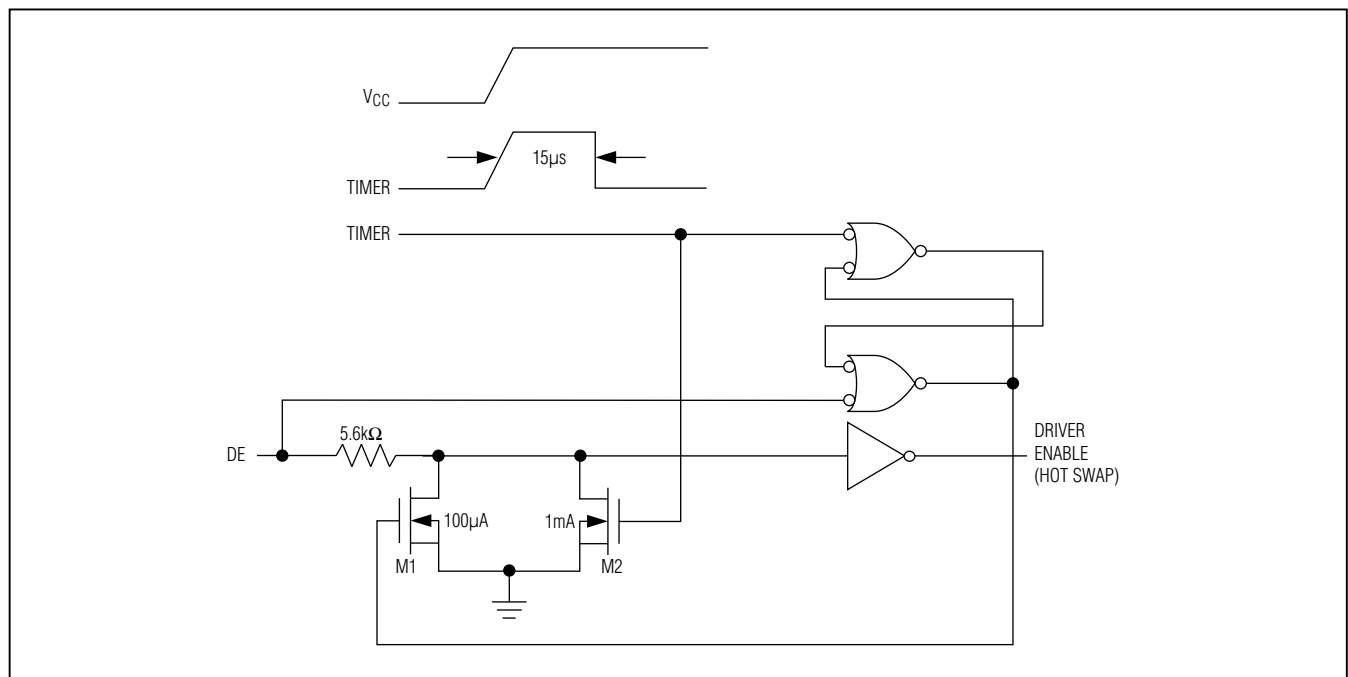 VCC
15µs
TIMER
TIMER
5.6kΩ
DE
DRIVER
ENABLE
(HOT SWAP)
100µA
1mA
M1
M2